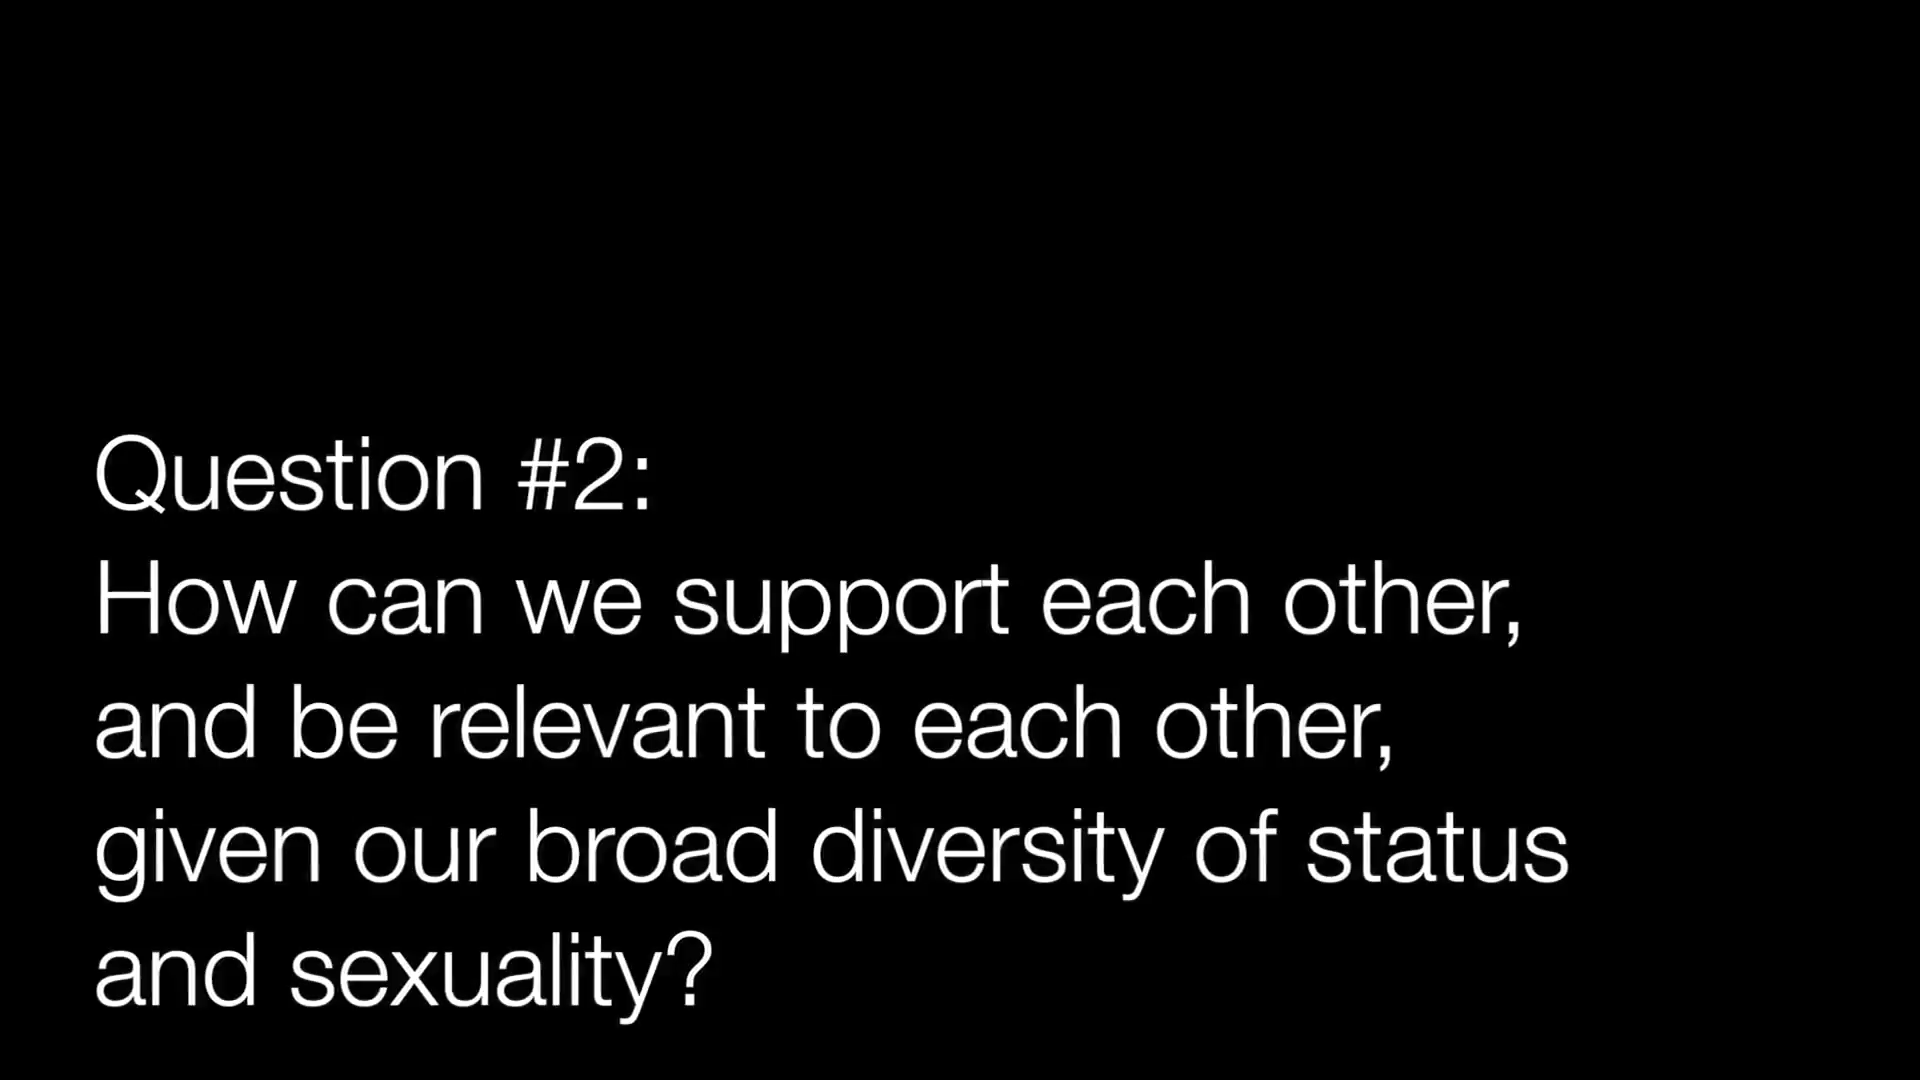 Question #2:
How can we support each other,
and be relevant to each other,
given our broad diversity of status
and sexuality?